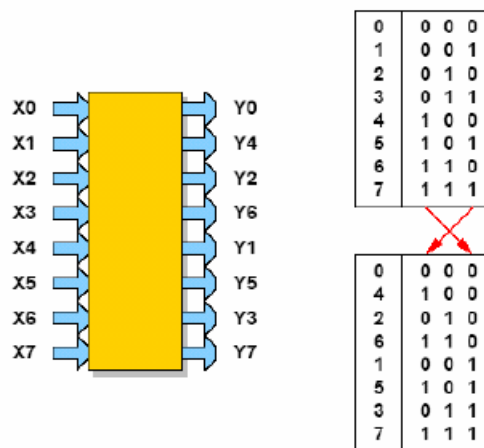 X0 Y0
X1 Y4
X2 Y2
X3 Y6
X4 Y1
X5 Y5
X6 Y3
X7 Y7
0 0 0 0
1 0 0 1
2 0 1 0
3 0 1 1
4 1 0 0
5 1 0 1
6 1 1 0
7 1 1 1
0 0 0 0
4 1 0 0
2 0 1 0
6 1 1 0
1 0 0 1
5 1 0 1
3 0 1 1
7 1 1 1